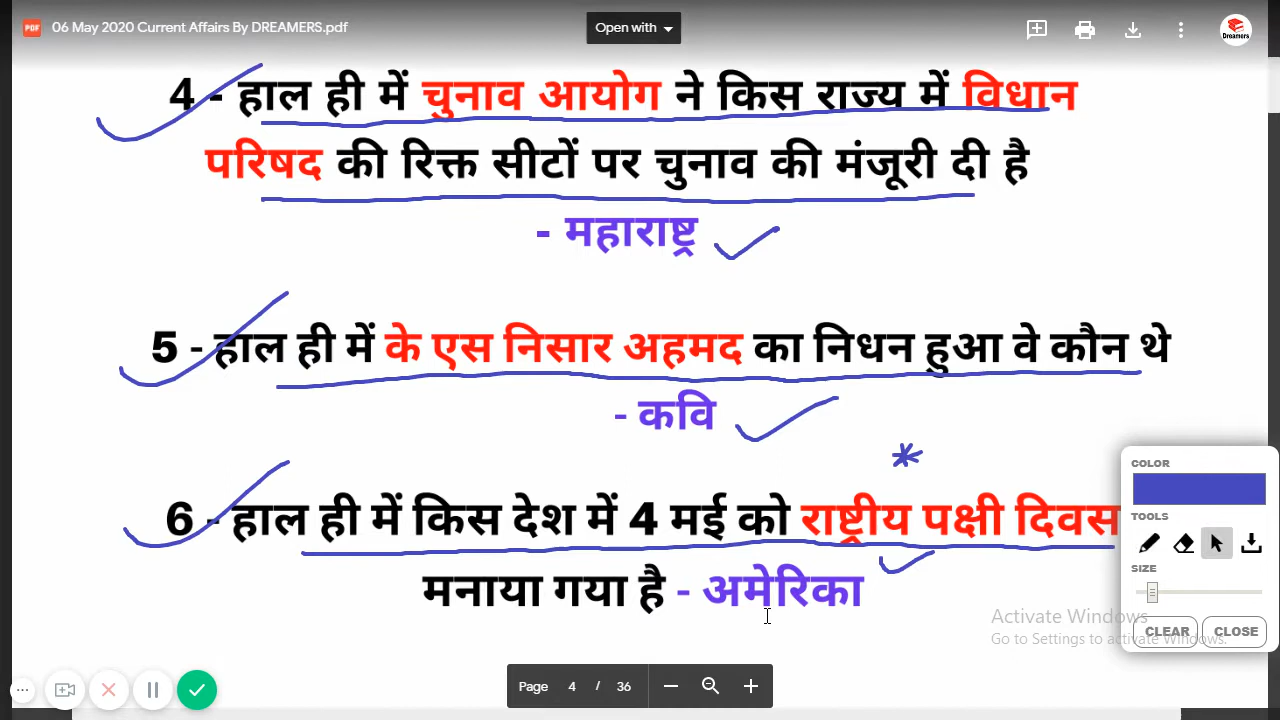 06 May 2020 Current Affairs By DREAMERS.pdf
Open with
PDF
Dreamers
4 - हाल ही में चुनाव आयोग ने किस राज्य में विधान
परिषद की रिक्त सीटों पर चुनाव की मंजूरी दी है
- महाराष्ट्र
5 - हाल ही में के एस निसार अहमद का निधन हुआ वे कौन थे
- कवि
6 - हाल ही में किस देश में 4 मई को राष्ट्रीय पक्षी दिवस
मनाया गया है - अमेरिका
COLOR
TOOLS
SIZE
CLEAR CLOSE
Activate Windows
Go to Settings to activate Windows.
Page 4 / 36